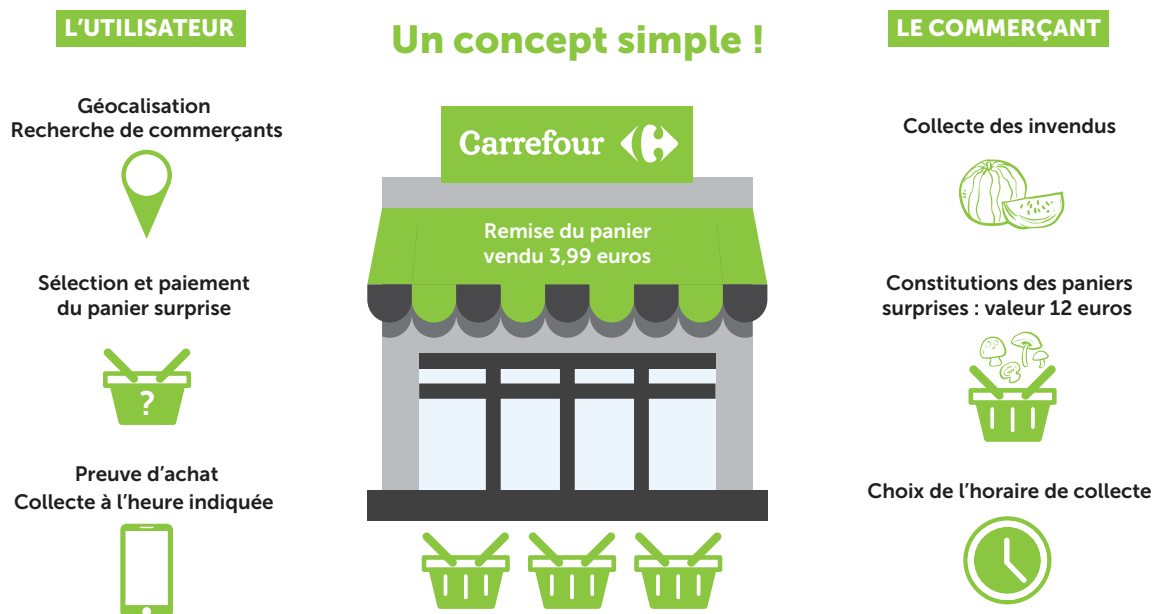 L'UTILISATEUR
Un concept simple !
LE COMMERÇANT
Géocalisation
Recherche de commerçants
Sélection et paiement
du panier surprise
?
Preuve d'achat
Collecte à l'heure indiquée
Carrefour
Remise du panier
vendu 3,99 euros
Collecte des invendus
Constitutions des paniers
surprises : valeur 12 euros
Choix de l'horaire de collecte